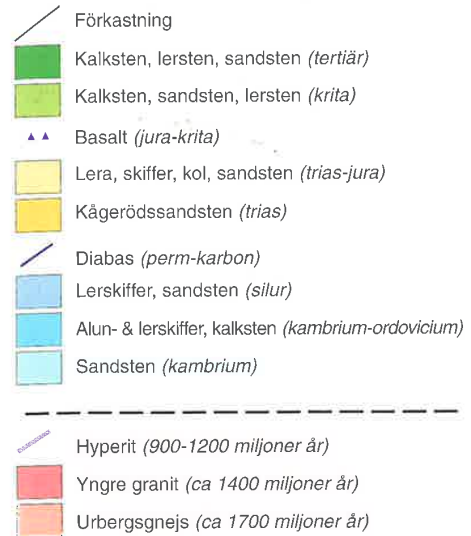 Förkastning
Kalksten, lersten, sandsten (tertiär)
Kalksten, sandsten, lersten (krita)
Basalt (jura-krita)
Lera, skiffer, kol, sandsten (trias-jura)
Kågerödssandsten (trias)
Diabas (perm-karbon)
Lerskiffer, sandsten (silur)
Alun- & lerskiffer, kalksten (kambrium-ordovicium)
Sandsten (kambrium)
Hyperit (900-1200 miljoner år)
Yngre granit (ca 1400 miljoner år)
Urbergsgnejs (ca 1700 miljoner år)